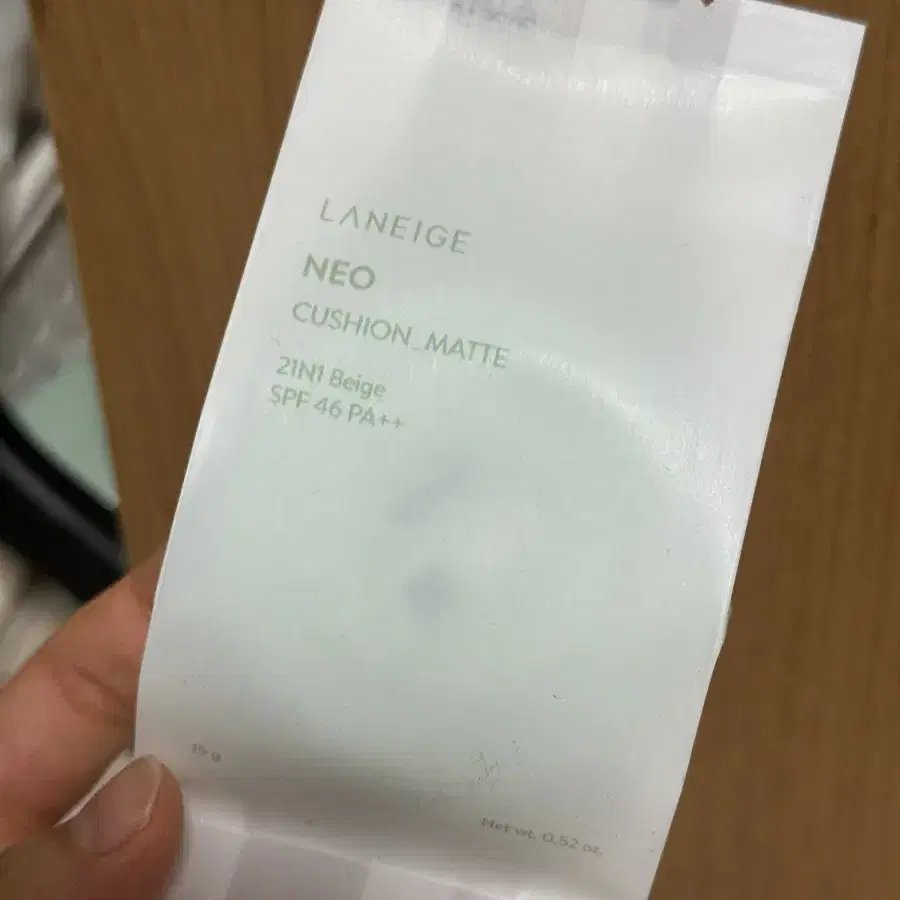 LANEIGE
NEO
CUSHION_MATTE
21N1 Beige
SPF 46 PA++
15 g
Net wt. 0.52 oz.